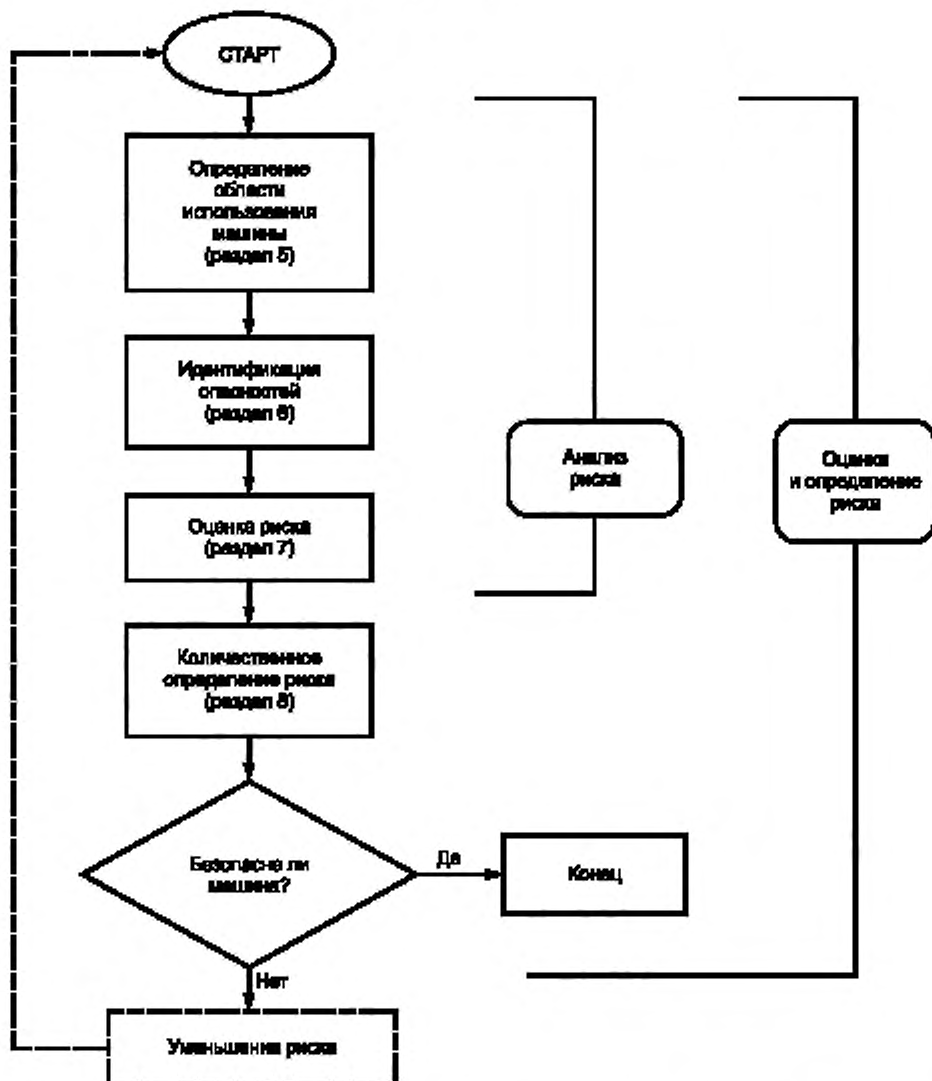 СТАРТ
Определение
области
использования
машины
(раздел 5)
Идентификация
опасностей
(раздел 6)
Анализ
риска
Оценка
и определение
риска
Оценка риска
(раздел 7)
Количественное
определение риска
(раздел 8)
Безопасна ли
машина?
Да
Конец
Нет
Уменьшение риска